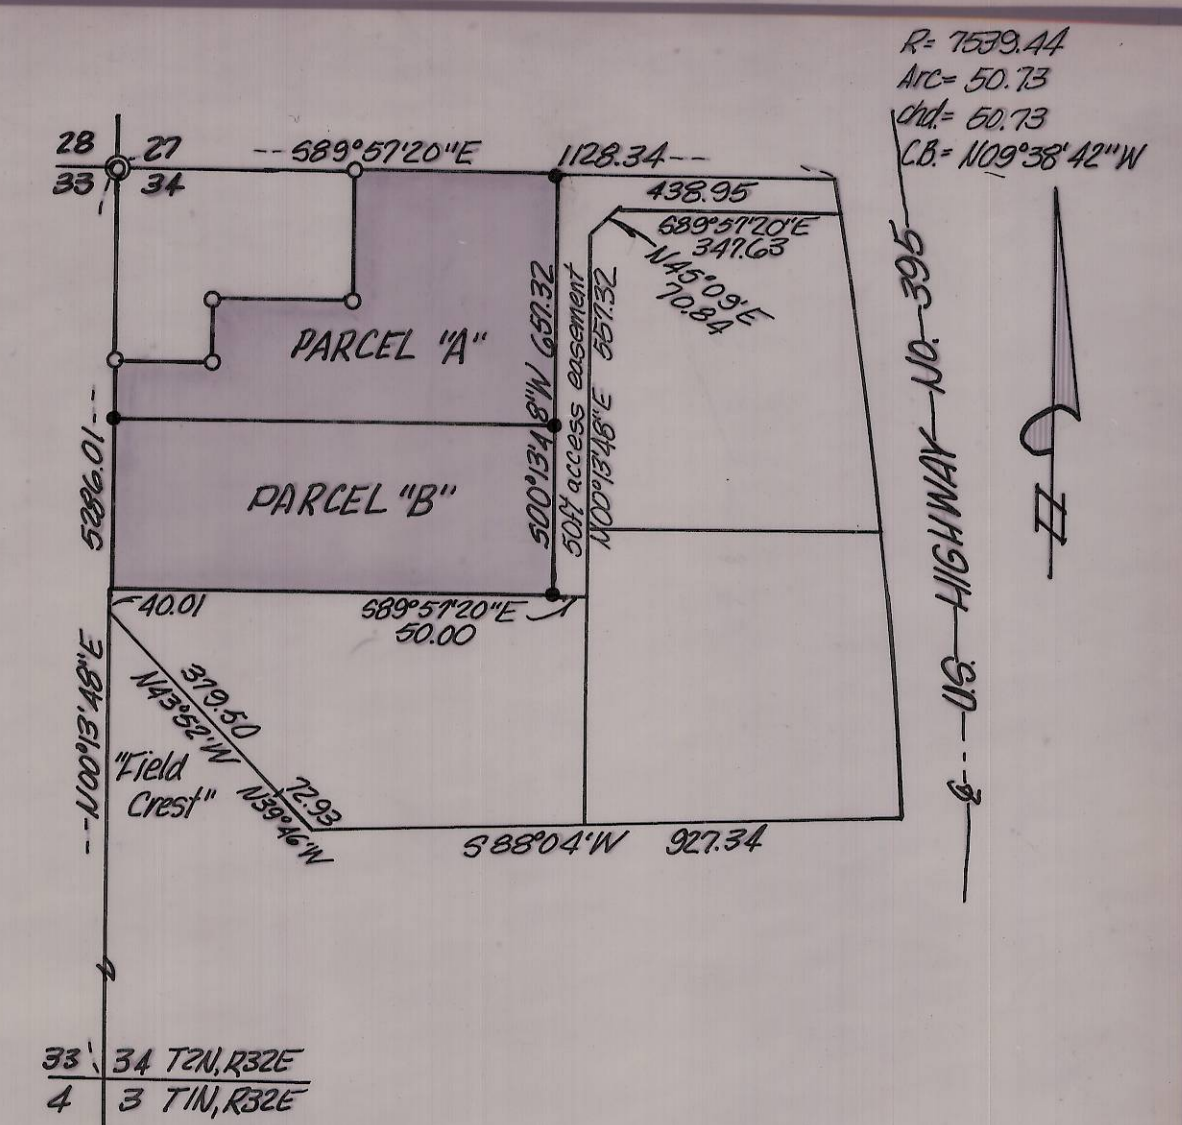 R= 7539.44
Arc= 50.73
chd.= 50.73
C.B.= N09°38'42"W
28 27
33 34
--S89°57'20"E 1128.34--
438.95
S89°57'20"E
347.63
N45°09'E
70.84
PARCEL "A"
S00°13'48"W 657.32
50ft access easement
N00°13'48"E 557.32
U.S. HIGHWAY NO. 395
--N00°13'48"E-- 5286.01--
PARCEL "B"
40.01
S89°57'20"E
50.00
379.50
N43°52'W
"Field
Crest"
72.93
N39°46'W
S88°04'W 927.34
33 34 T2N, R32E
4 3 T1N, R32E